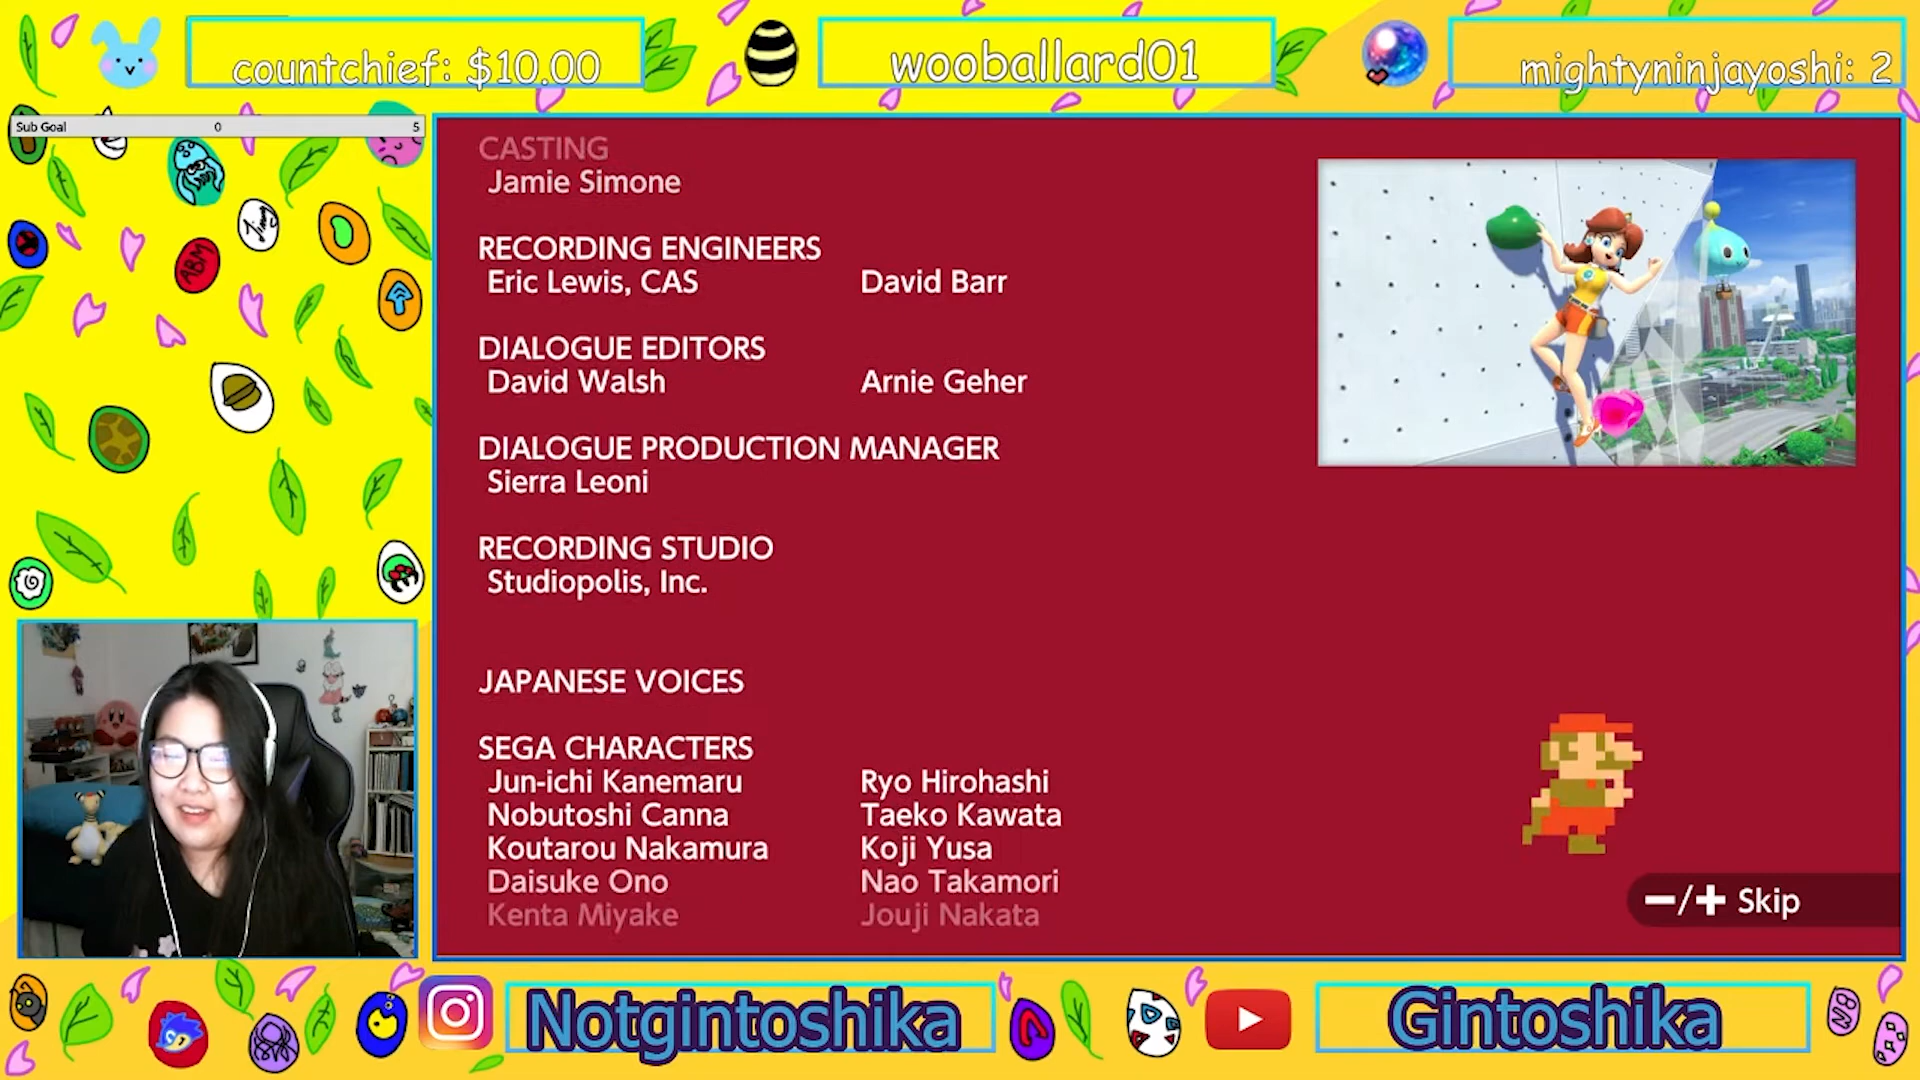 countchief: $10.00
wooballard01
mightyninjayoshi: 2
Sub Goal 0 5
CASTING
Jamie Simone
RECORDING ENGINEERS
Eric Lewis, CAS David Barr
DIALOGUE EDITORS
David Walsh Arnie Geher
DIALOGUE PRODUCTION MANAGER
Sierra Leoni
RECORDING STUDIO
Studiopolis, Inc.
JAPANESE VOICES
SEGA CHARACTERS
Jun-ichi Kanemaru Ryo Hirohashi
Nobutoshi Canna Taeko Kawata
Koutarou Nakamura Koji Yusa
Daisuke Ono Nao Takamori
Kenta Miyake Jouji Nakata
−/+ Skip
ABM
Notgintoshika
Gintoshika